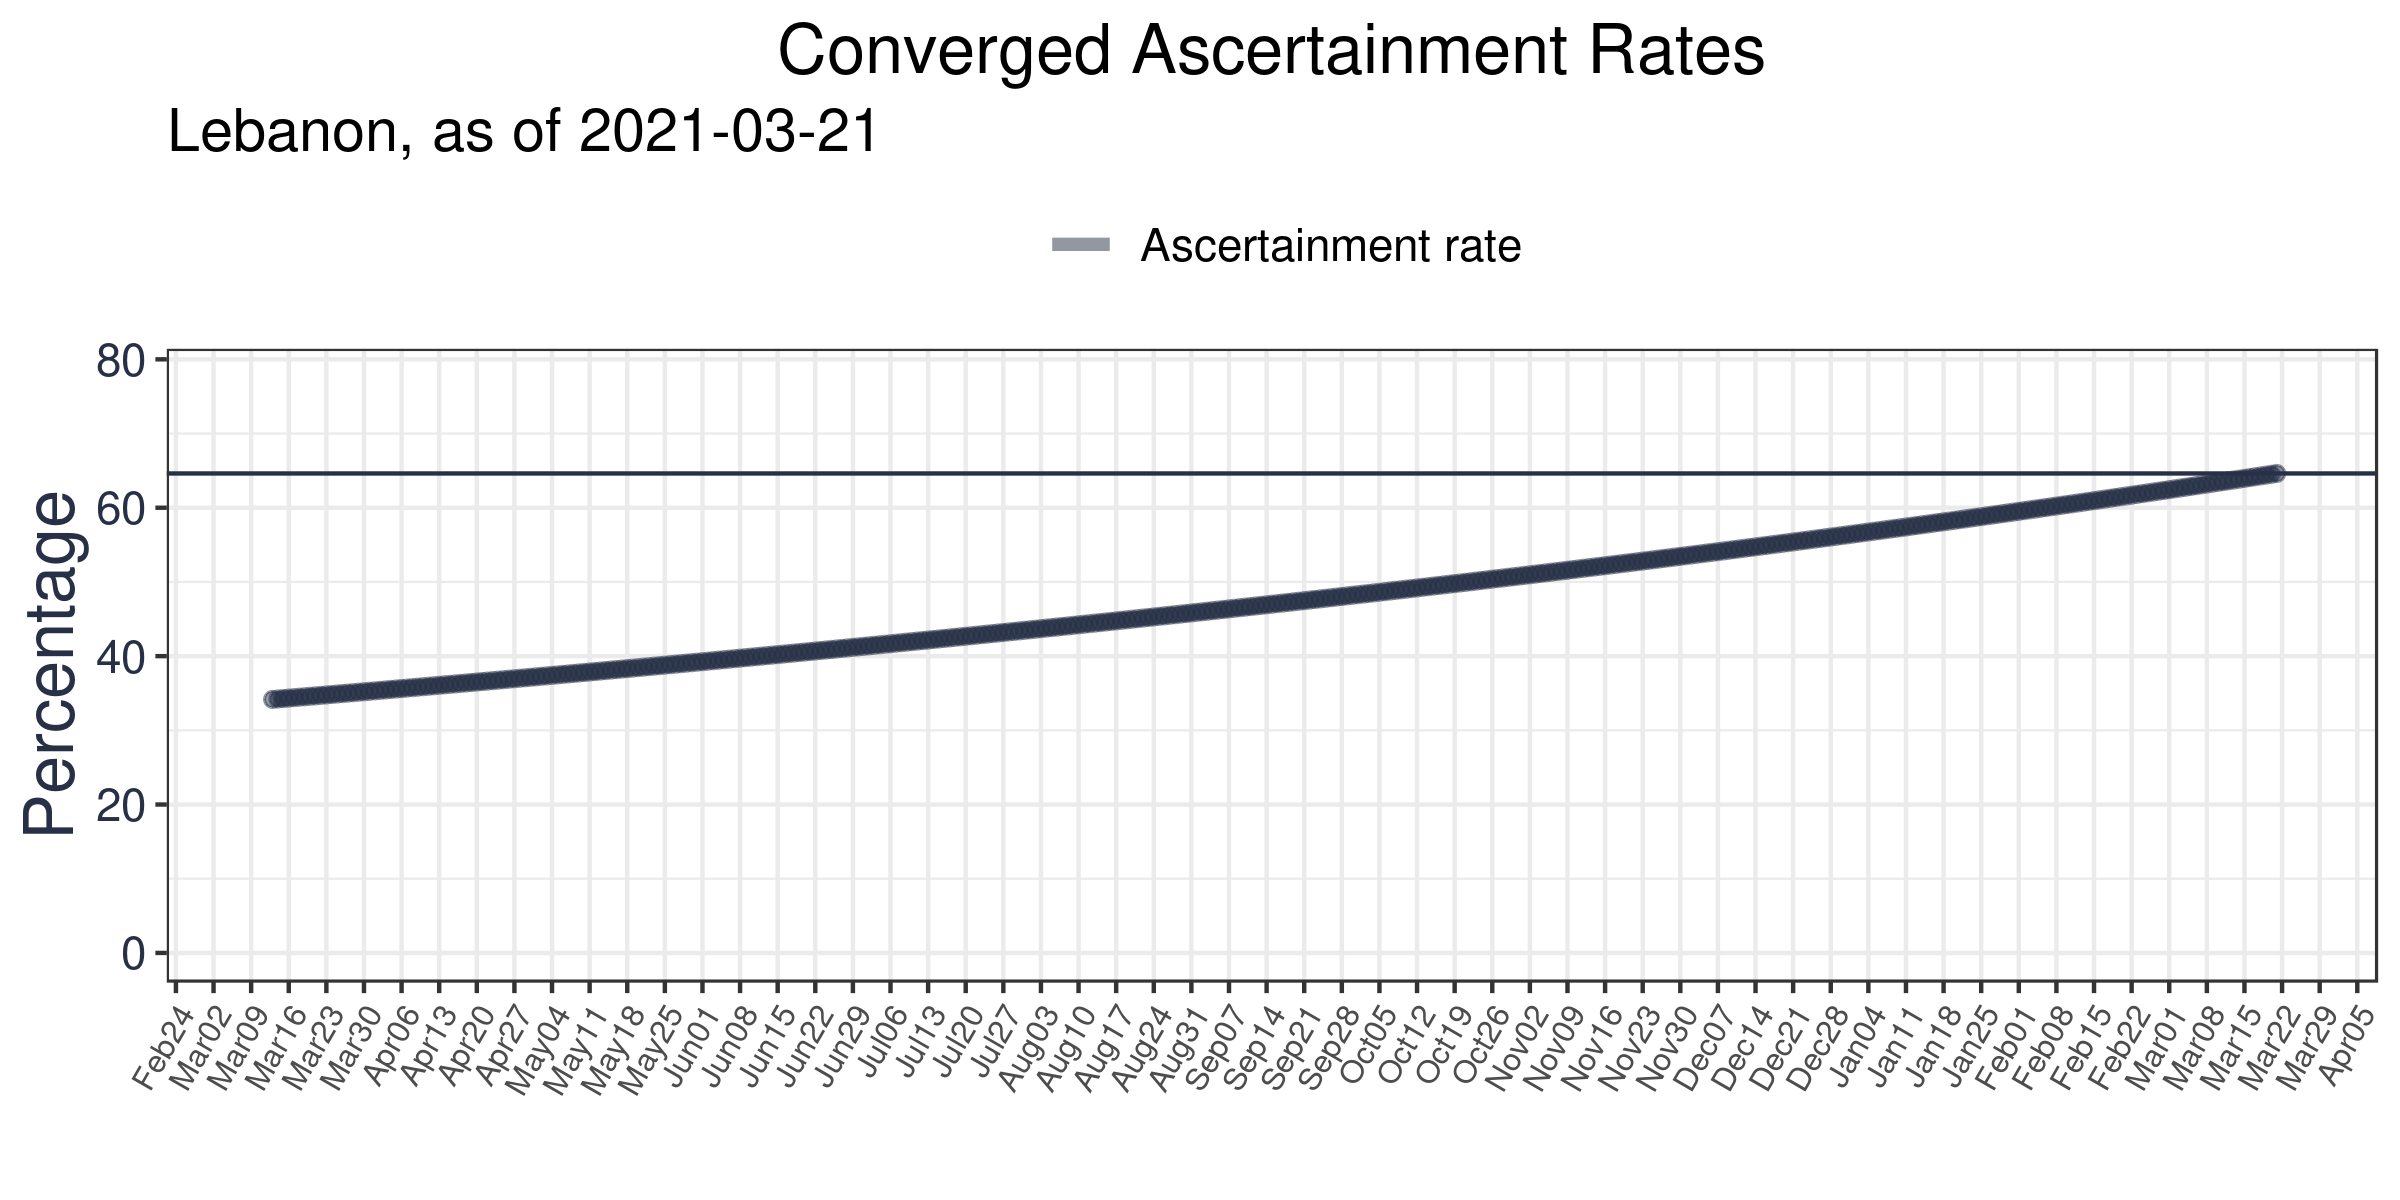 Converged Ascertainment Rates
Lebanon, as of 2021-03-21
Ascertainment rate
Percentage
80
60
40
20
0
Feb24 Mar02 Mar09 Mar16 Mar23 Mar30 Apr06 Apr13 Apr20 Apr27 May04 May11 May18 May25 Jun01 Jun08 Jun15 Jun22 Jun29 Jul06 Jul13 Jul20 Jul27 Aug03 Aug10 Aug17 Aug24 Aug31 Sep07 Sep14 Sep21 Sep28 Oct05 Oct12 Oct19 Oct26 Nov02 Nov09 Nov16 Nov23 Nov30 Dec07 Dec14 Dec21 Dec28 Jan04 Jan11 Jan18 Jan25 Feb01 Feb08 Feb15 Feb22 Mar01 Mar08 Mar15 Mar22 Mar29 Apr05